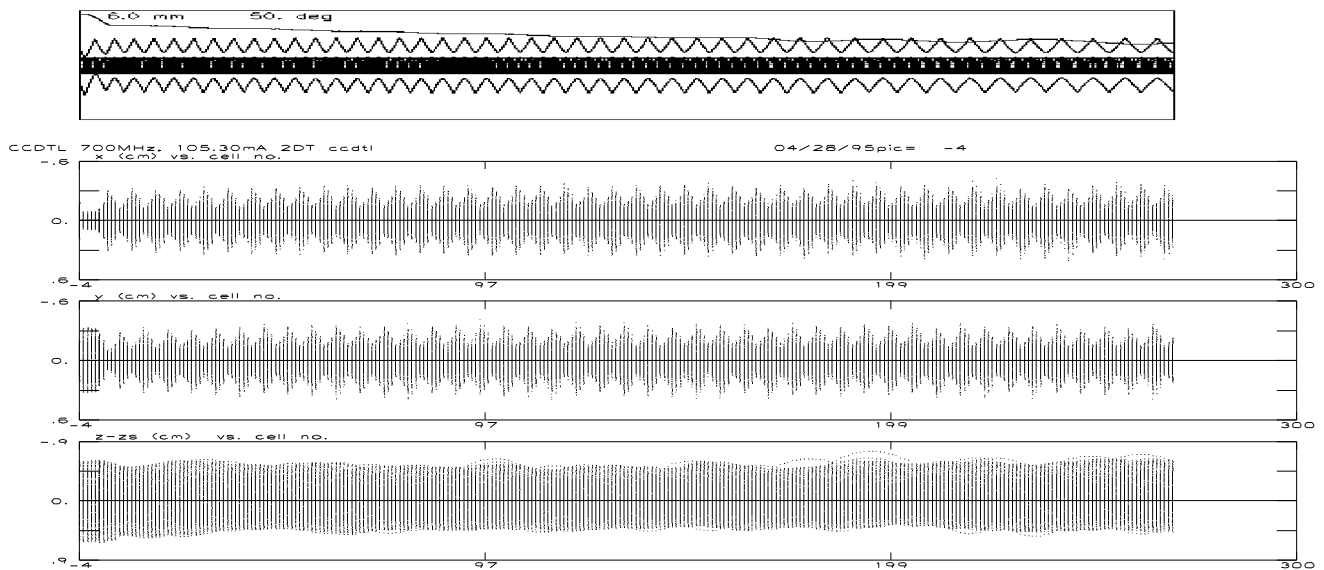 6.0 mm 50. deg
CCDTL 700MHz, 105.30mA 2DT ccdtl 04/28/95pic= -4
x (cm) vs. cell no.
-.6
0.
.6
-4 97 199 300
y (cm) vs. cell no.
-.6
0.
.6
-4 97 199 300
z-zs (cm) vs. cell no.
-.9
0.
.9
-4 97 199 300